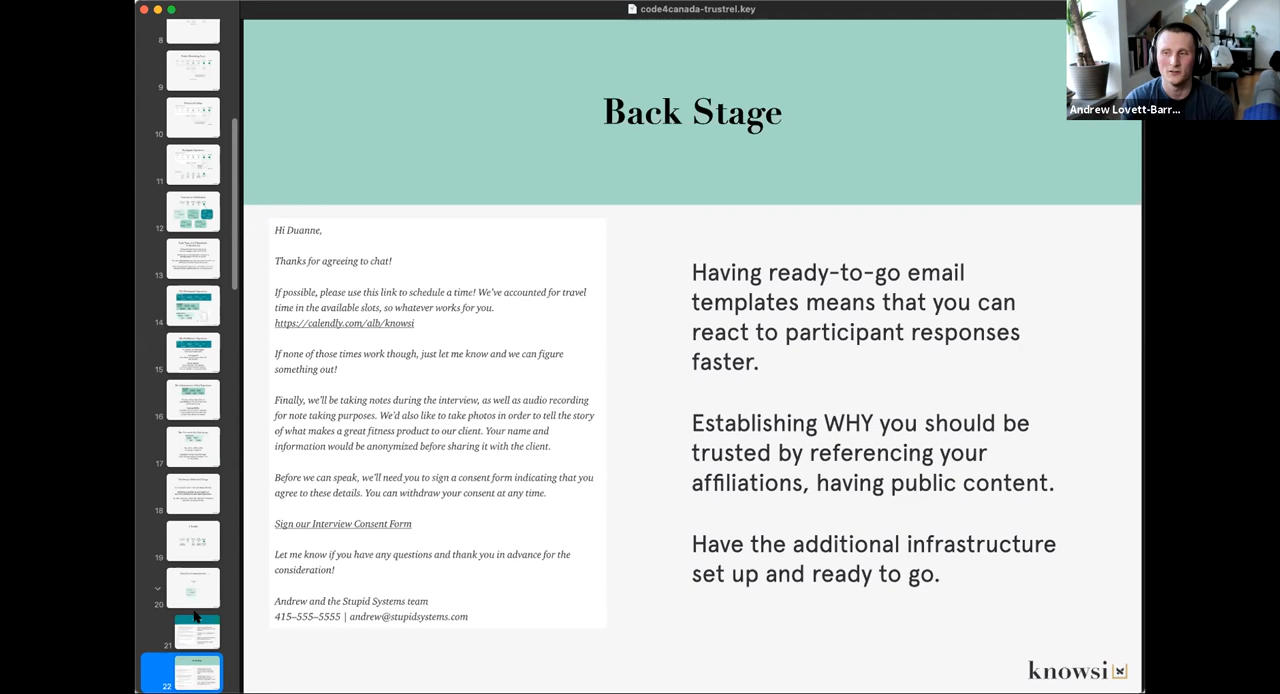 code4canada-trustrel.key
Andrew Lovett-Barr...
8
9
10
11
12
13
14
15
16
17
18
19
20
21
22
Back Stage
Hi Duanne,
Thanks for agreeing to chat!
If possible, please use this link to schedule a time! We've accounted for travel
time in the available slots, so whatever works for you.
https://calendly.com/alb/knowsi
If none of those times work though, just let me know and we can figure
something out!
Finally, we'll be taking notes during the interview, as well as audio recording
for note taking purposes. We'd also like to take photos in order to tell the story
of what makes a great fitness product to our client. Your name and
information would be anonymized before sharing it with the client.
Before we can speak, we'll need you to sign a consent form indicating that you
agree to these details. You can withdraw your consent at any time.
Sign our Interview Consent Form
Let me know if you have any questions and thank you in advance for the
consideration!
Andrew and the Stupid Systems team
415–555–5555 | andrew@stupidsystems.com
Having ready-to-go email
templates means that you can
react to participant responses
faster.
Establishing WHY you should be
trusted by referencing your
affiliations, having public content.
Have the additional infrastructure
set up and ready to go.
knowsi